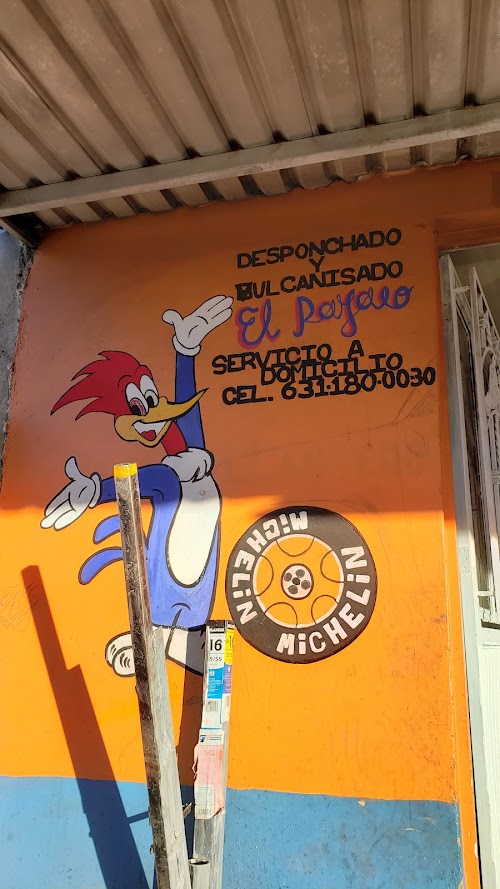 DESPONCHADO
Y
BULCANISADO
El Pajaro
SERVICIO A
DOMICILIO
CEL. 631-180-0030
MiCHELiN
MiCHELiN
MiCHELiN
16